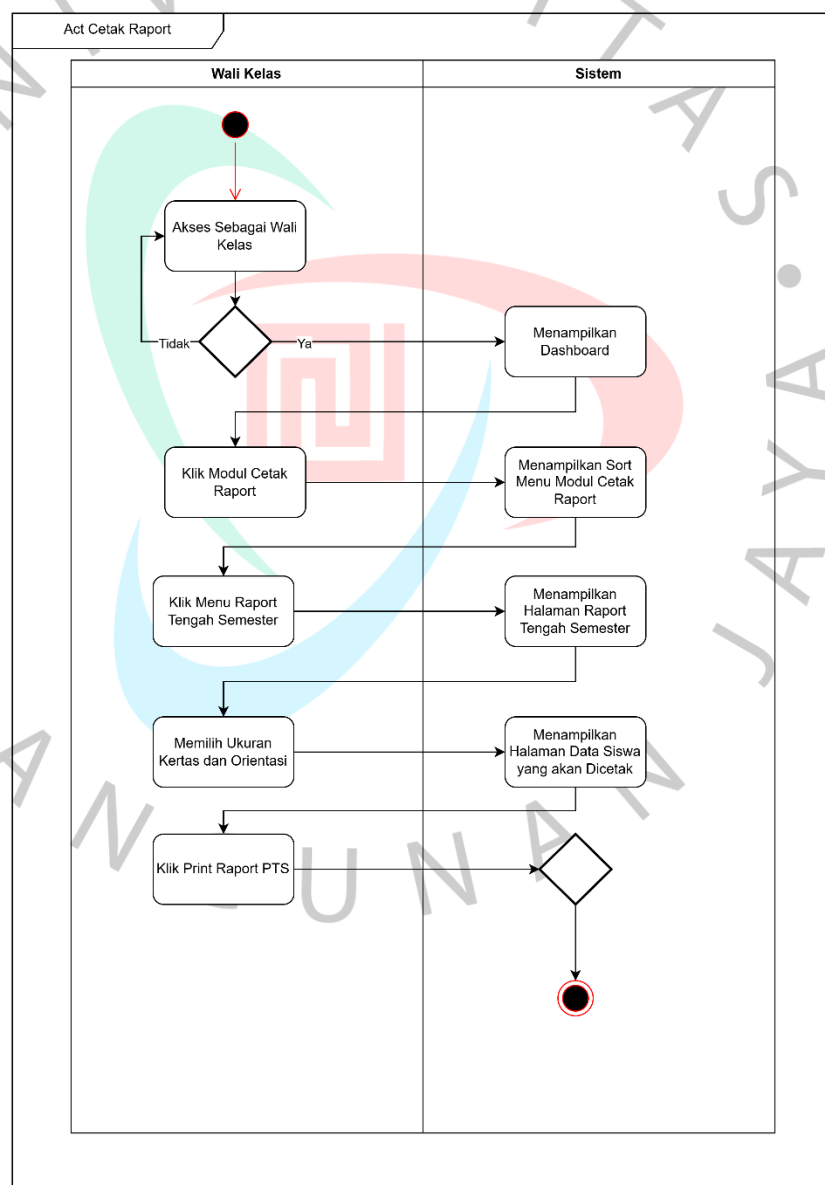 Act Cetak Raport
Wali Kelas
Sistem
Akses Sebagai Wali
Kelas
Tidak
Ya
Menampilkan
Dashboard
Klik Modul Cetak
Raport
Menampilkan Sort
Menu Modul Cetak
Raport
Klik Menu Raport
Tengah Semester
Menampilkan
Halaman Raport
Tengah Semester
Memilih Ukuran
Kertas dan Orientasi
Menampilkan
Halaman Data Siswa
yang akan Dicetak
Klik Print Raport PTS